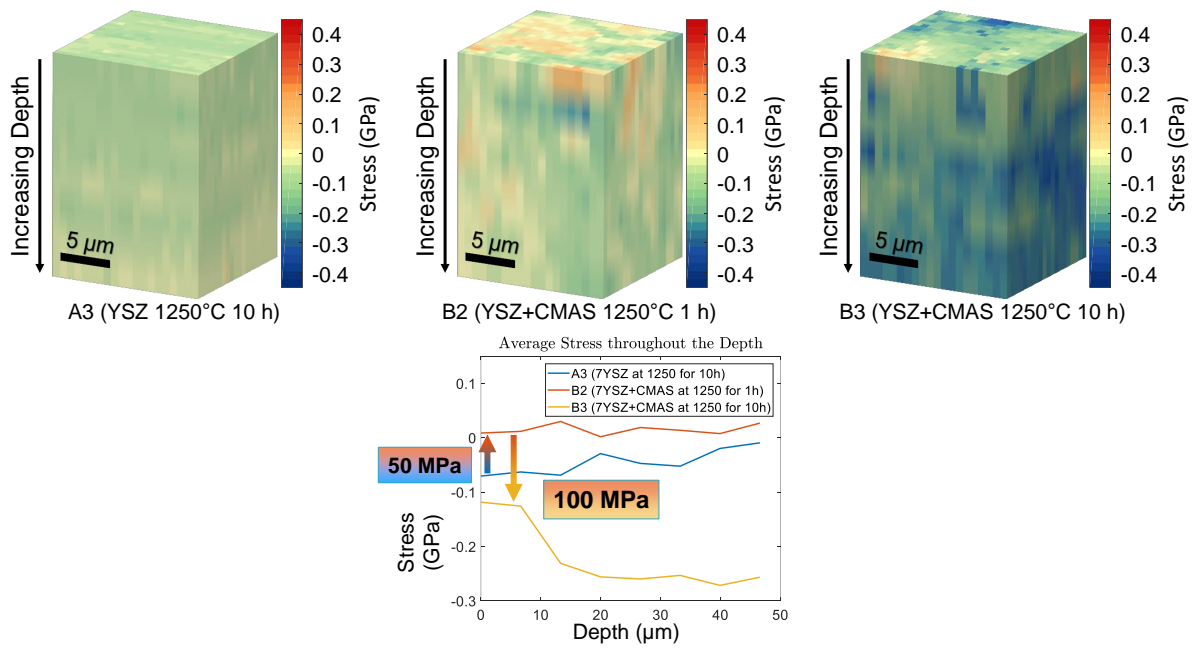 Increasing Depth
5 µm
0.4
0.3
0.2
0.1
0
-0.1
-0.2
-0.3
-0.4
Stress (GPa)
A3 (YSZ 1250°C 10 h)
Increasing Depth
5 µm
0.4
0.3
0.2
0.1
0
-0.1
-0.2
-0.3
-0.4
Stress (GPa)
B2 (YSZ+CMAS 1250°C 1 h)
Increasing Depth
5 µm
0.4
0.3
0.2
0.1
0
-0.1
-0.2
-0.3
-0.4
Stress (GPa)
B3 (YSZ+CMAS 1250°C 10 h)
Average Stress throughout the Depth
A3 (7YSZ at 1250 for 10h)
B2 (7YSZ+CMAS at 1250 for 1h)
B3 (7YSZ+CMAS at 1250 for 10h)
0.1
0
-0.1
-0.2
-0.3
50 MPa
100 MPa
Stress
(GPa)
0
10
20
30
40
50
Depth (µm)